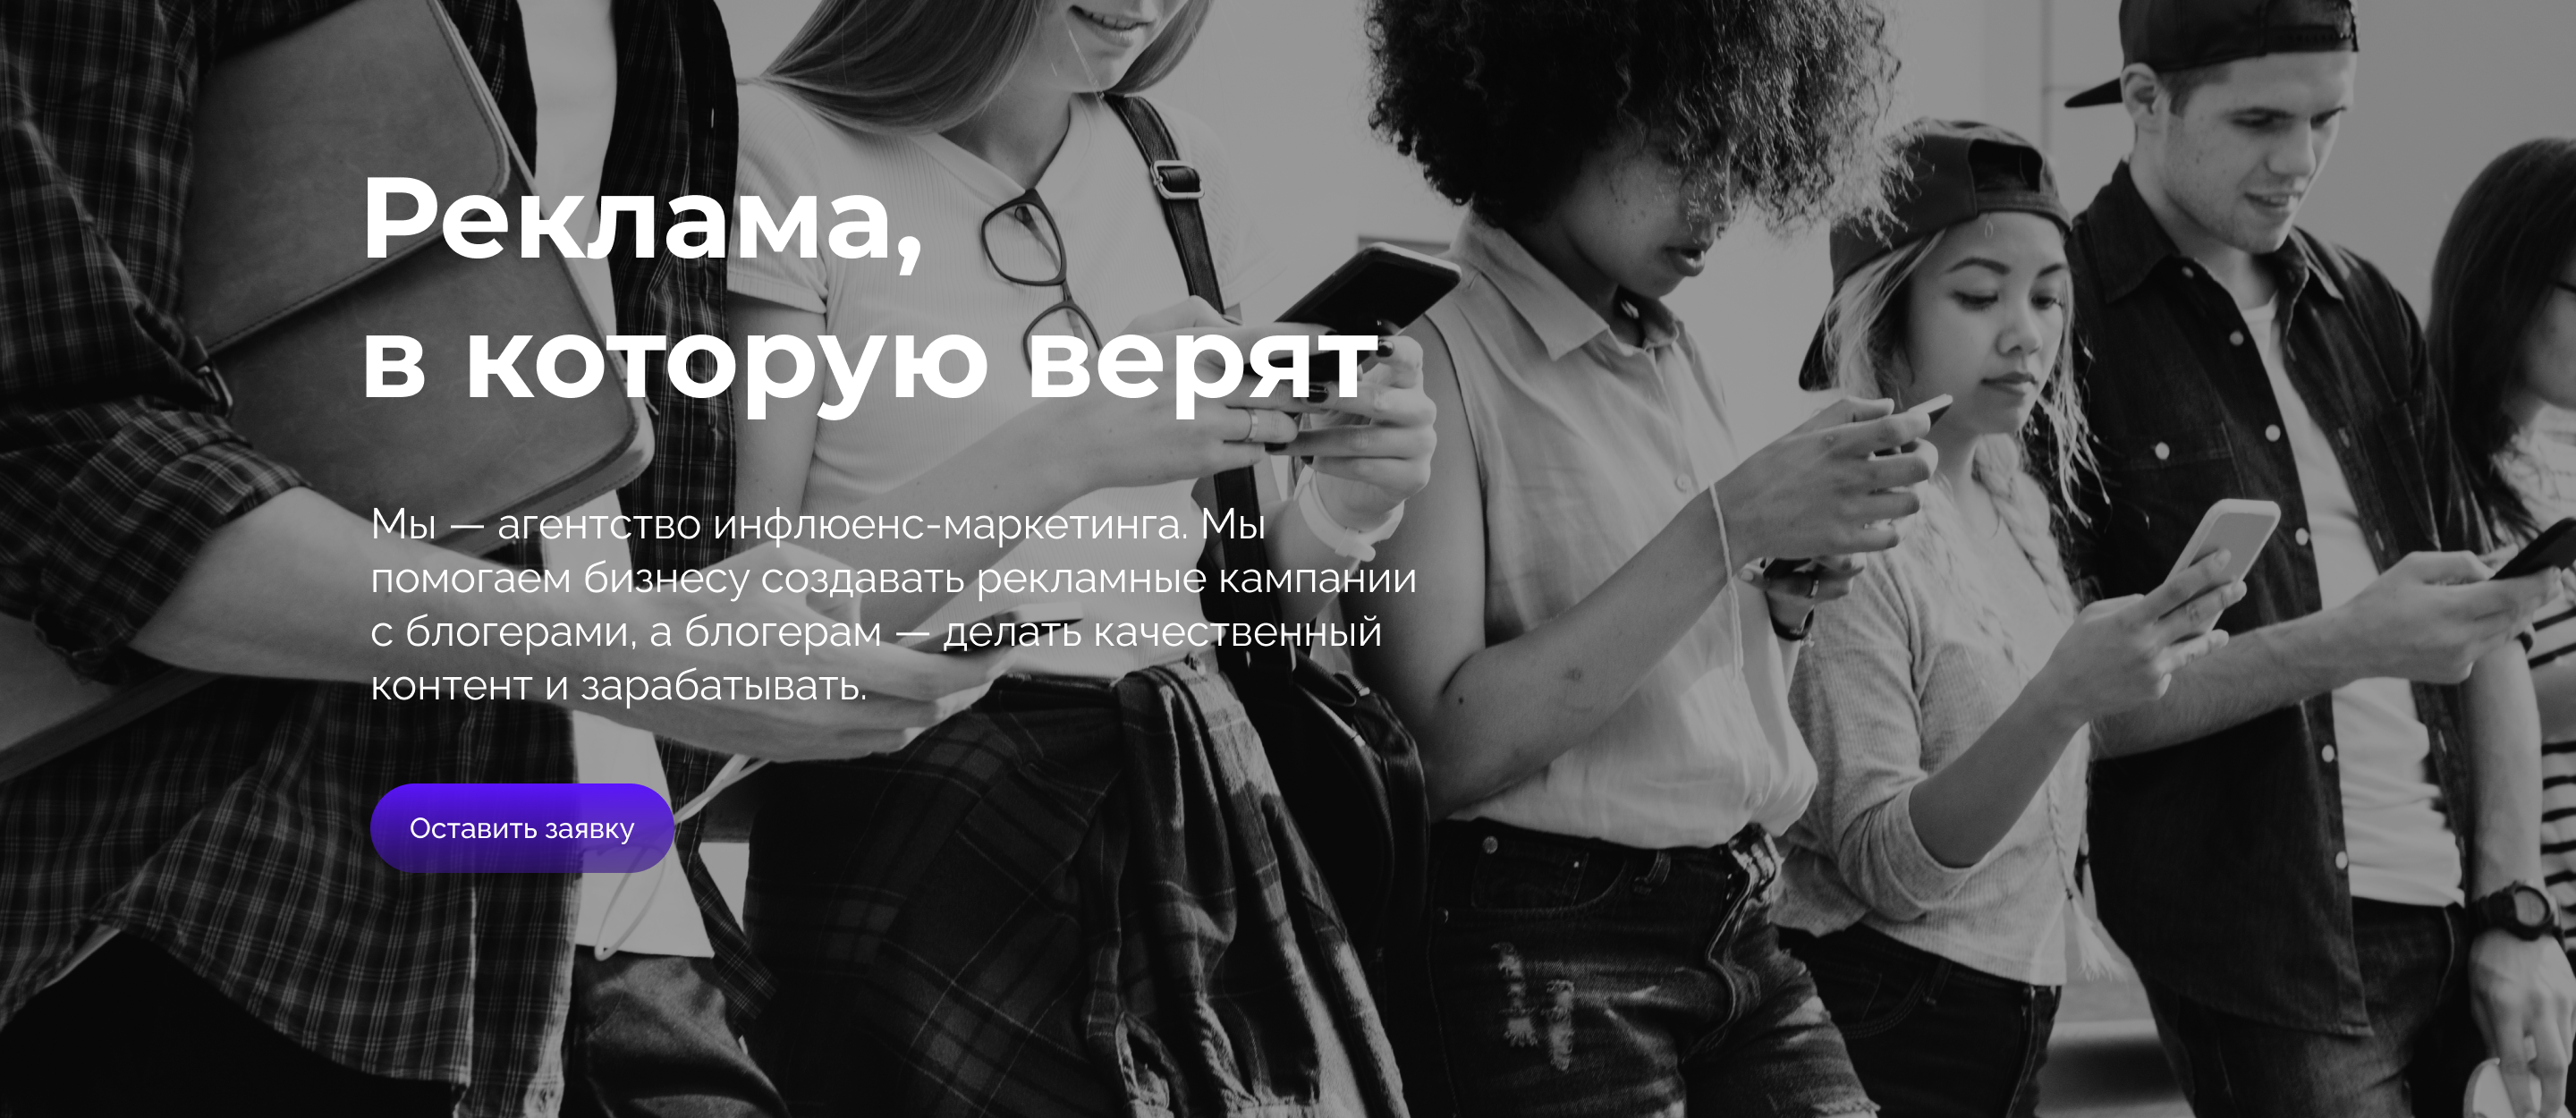 Реклама,
в которую верят
Мы — агентство инфлюенс-маркетинга. Мы
помогаем бизнесу создавать рекламные кампании
с блогерами, а блогерам — делать качественный
контент и зарабатывать.
Оставить заявку